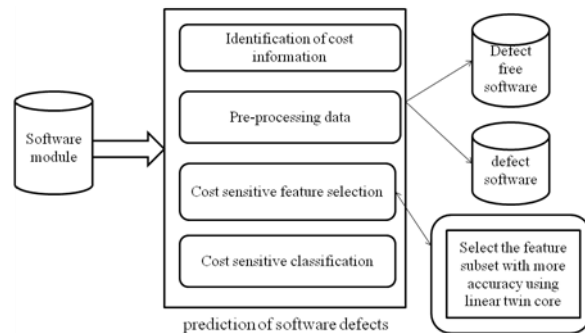 Identification of cost
information
Pre-processing data
Cost sensitive feature selection
Cost sensitive classification
prediction of software defects
Software
module
Defect
free
software
defect
software
Select the feature
subset with more
accuracy using
linear twin core